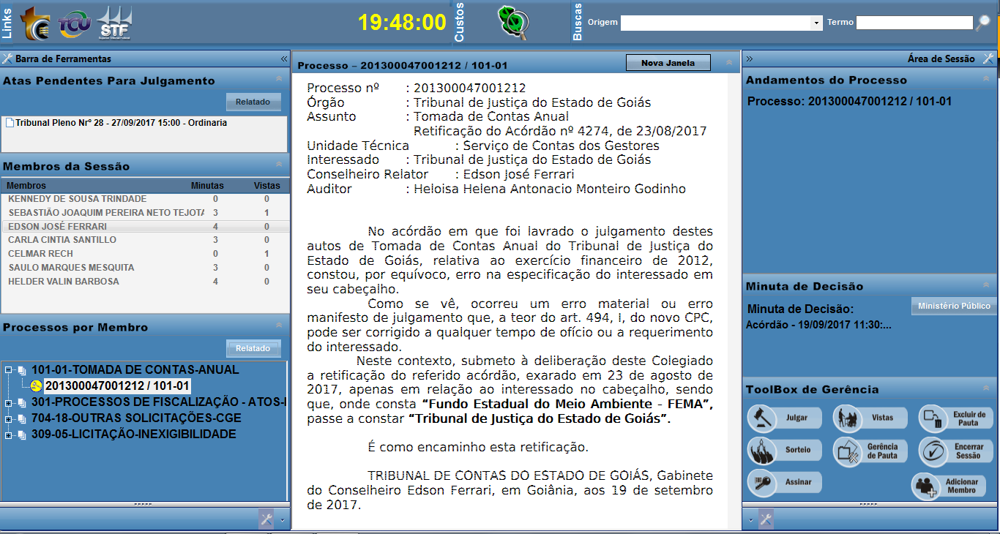 Links
TCU
STF
19:48:00
Custos
Buscas
Origem
Termo
Barra de Ferramentas
Atas Pendentes Para Julgamento
Relatado
Tribunal Pleno Nrº 28 - 27/09/2017 15:00 - Ordinaria
Membros da Sessão
Membros Minutas Vistas
KENNEDY DE SOUSA TRINDADE 0 0
SEBASTIÃO JOAQUIM PEREIRA NETO TEJOTA 3 1
EDSON JOSÉ FERRARI 4 0
CARLA CINTIA SANTILLO 3 0
CELMAR RECH 0 1
SAULO MARQUES MESQUITA 3 0
HELDER VALIN BARBOSA 4 0
Processos por Membro
Relatado
101-01-TOMADA DE CONTAS-ANUAL
201300047001212 / 101-01
301-PROCESSOS DE FISCALIZAÇÃO - ATOS-
704-18-OUTRAS SOLICITAÇÕES-CGE
309-05-LICITAÇÃO-INEXIGIBILIDADE
Processo – 201300047001212 / 101-01
Nova Janela
Processo nº : 201300047001212
Órgão : Tribunal de Justiça do Estado de Goiás
Assunto : Tomada de Contas Anual
Retificação do Acórdão nº 4274, de 23/08/2017
Unidade Técnica : Serviço de Contas dos Gestores
Interessado : Tribunal de Justiça do Estado de Goiás
Conselheiro Relator : Edson José Ferrari
Auditor : Heloisa Helena Antonacio Monteiro Godinho
No acórdão em que foi lavrado o julgamento destes
autos de Tomada de Contas Anual do Tribunal de Justiça do
Estado de Goiás, relativa ao exercício financeiro de 2012,
constou, por equívoco, erro na especificação do interessado em
seu cabeçalho.
Como se vê, ocorreu um erro material ou erro
manifesto de julgamento que, a teor do art. 494, I, do novo CPC,
pode ser corrigido a qualquer tempo de ofício ou a requerimento
do interessado.
Neste contexto, submeto à deliberação deste Colegiado
a retificação do referido acórdão, exarado em 23 de agosto de
2017, apenas em relação ao interessado no cabeçalho, sendo
que, onde consta “Fundo Estadual do Meio Ambiente - FEMA”,
passe a constar “Tribunal de Justiça do Estado de Goiás”.
É como encaminho esta retificação.
TRIBUNAL DE CONTAS DO ESTADO DE GOIÁS, Gabinete
do Conselheiro Edson Ferrari, em Goiânia, aos 19 de setembro
de 2017.
Área de Sessão
Andamentos do Processo
Processo: 201300047001212 / 101-01
Minuta de Decisão
Minuta de Decisão:
Ministério Público
Acórdão - 19/09/2017 11:30:...
ToolBox de Gerência
Julgar
Vistas
Excluir de
Pauta
Sorteio
Gerência
de Pauta
Encerrar
Sessão
Assinar
Adicionar
Membro